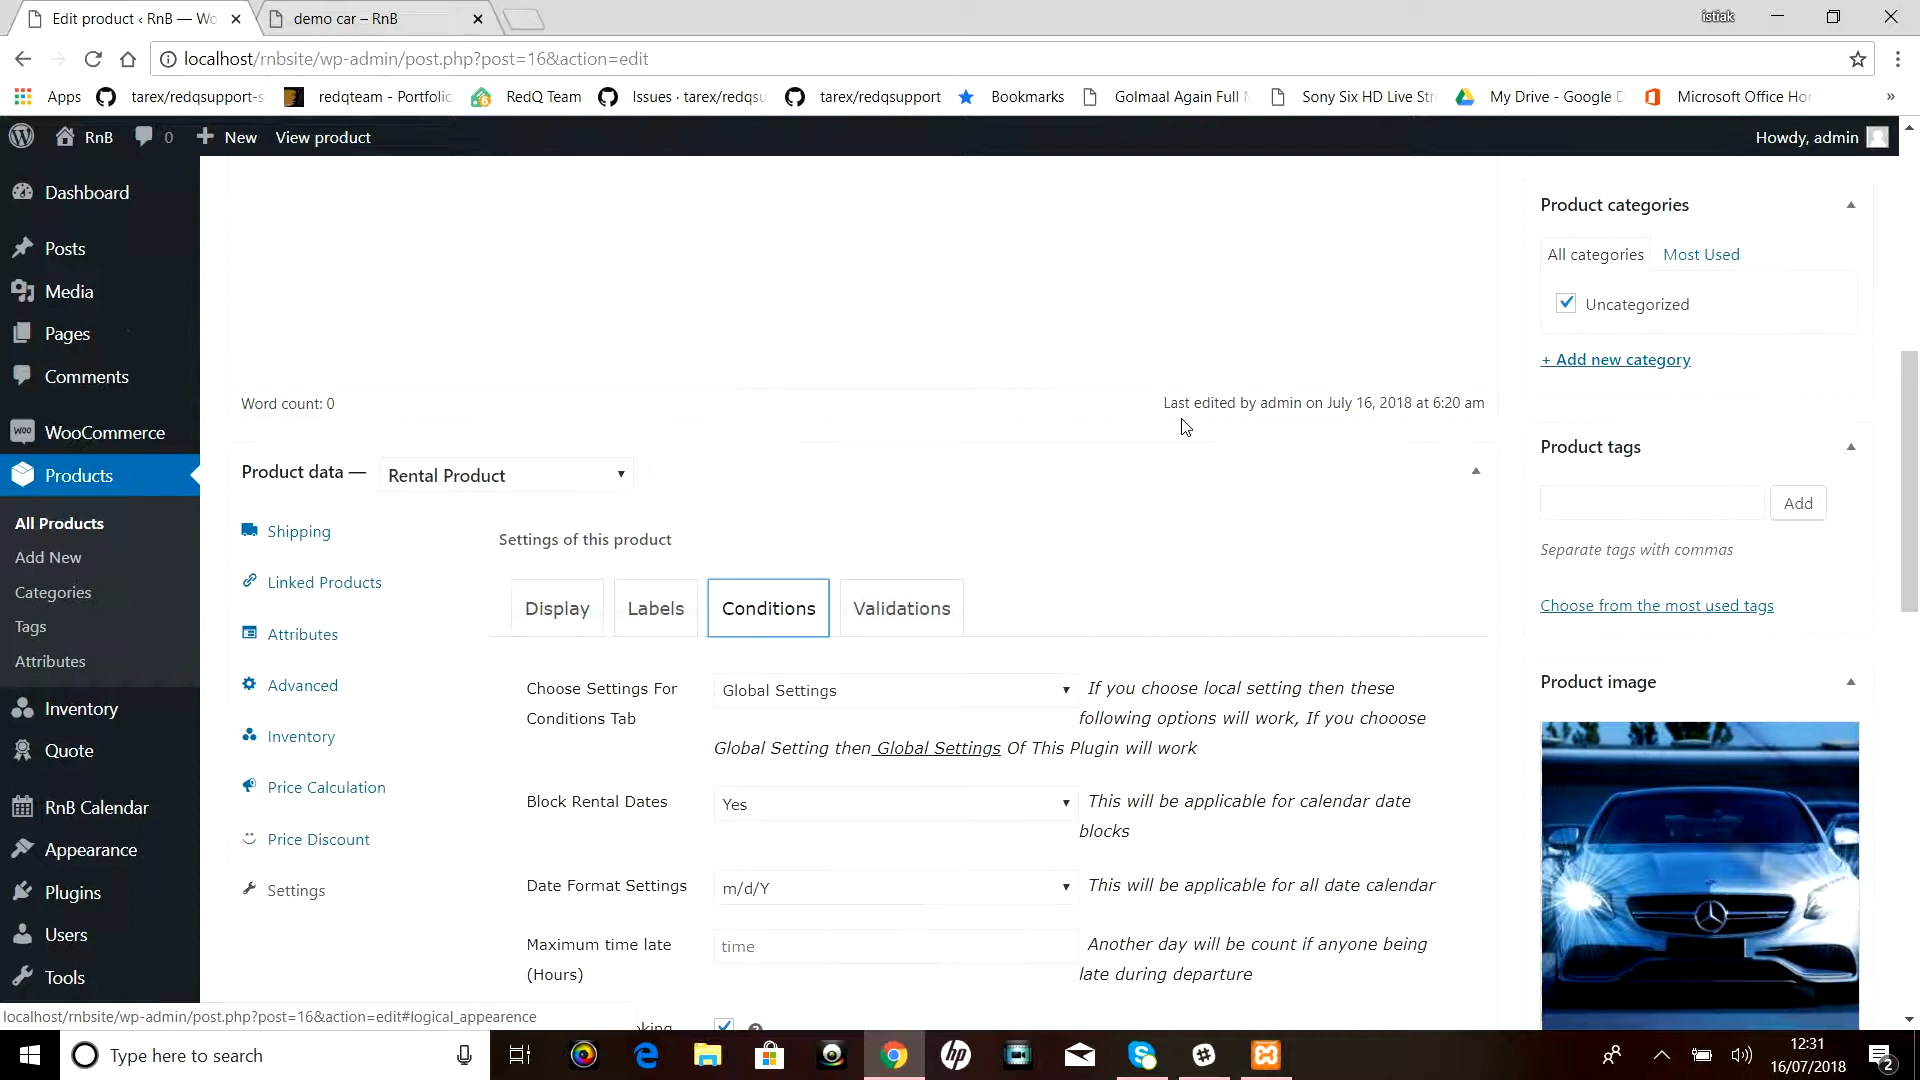 Edit product ‹ RnB — Wo
demo car – RnB
istiak
localhost/rnbsite/wp-admin/post.php?post=16&action=edit
Apps
tarex/redqsupport-s
redqteam - Portfolio
RedQ Team
Issues · tarex/redqsu
tarex/redqsupport
Bookmarks
Golmaal Again Full
Sony Six HD Live Str
My Drive - Google D
Microsoft Office Hor
»
RnB
0
New
View product
Howdy, admin
Dashboard
Posts
Media
Pages
Comments
WooCommerce
Products
All Products
Add New
Categories
Tags
Attributes
Inventory
Quote
RnB Calendar
Appearance
Plugins
Users
Tools
Word count: 0
Last edited by admin on July 16, 2018 at 6:20 am
Product data —
Rental Product
Shipping
Linked Products
Attributes
Advanced
Inventory
Price Calculation
Price Discount
Settings
Settings of this product
Display
Labels
Conditions
Validations
Choose Settings For
Conditions Tab
Global Settings
If you choose local setting then these
following options will work, If you chooose
Global Setting then Global Settings Of This Plugin will work
Block Rental Dates
Yes
This will be applicable for calendar date
blocks
Date Format Settings
m/d/Y
This will be applicable for all date calendar
Maximum time late
(Hours)
time
Another day will be count if anyone being
late during departure
Product categories
All categories
Most Used
Uncategorized
+ Add new category
Product tags
Add
Separate tags with commas
Choose from the most used tags
Product image
localhost/rnbsite/wp-admin/post.php?post=16&action=edit#logical_appearence
Type here to search
12:31
16/07/2018
2